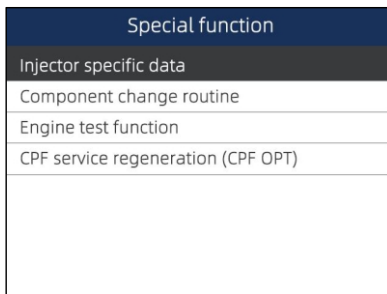 Special function
Injector specific data
Component change routine
Engine test function
CPF service regeneration (CPF OPT)